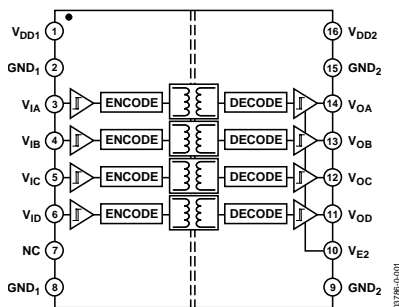 VDD1 1 16 VDD2
GND1 2 15 GND2
VIA 3 ENCODE DECODE 14 VOA
VIB 4 ENCODE DECODE 13 VOB
VIC 5 ENCODE DECODE 12 VOC
VID 6 ENCODE DECODE 11 VOD
NC 7 10 VE2
GND1 8 9 GND2
03786-0-001